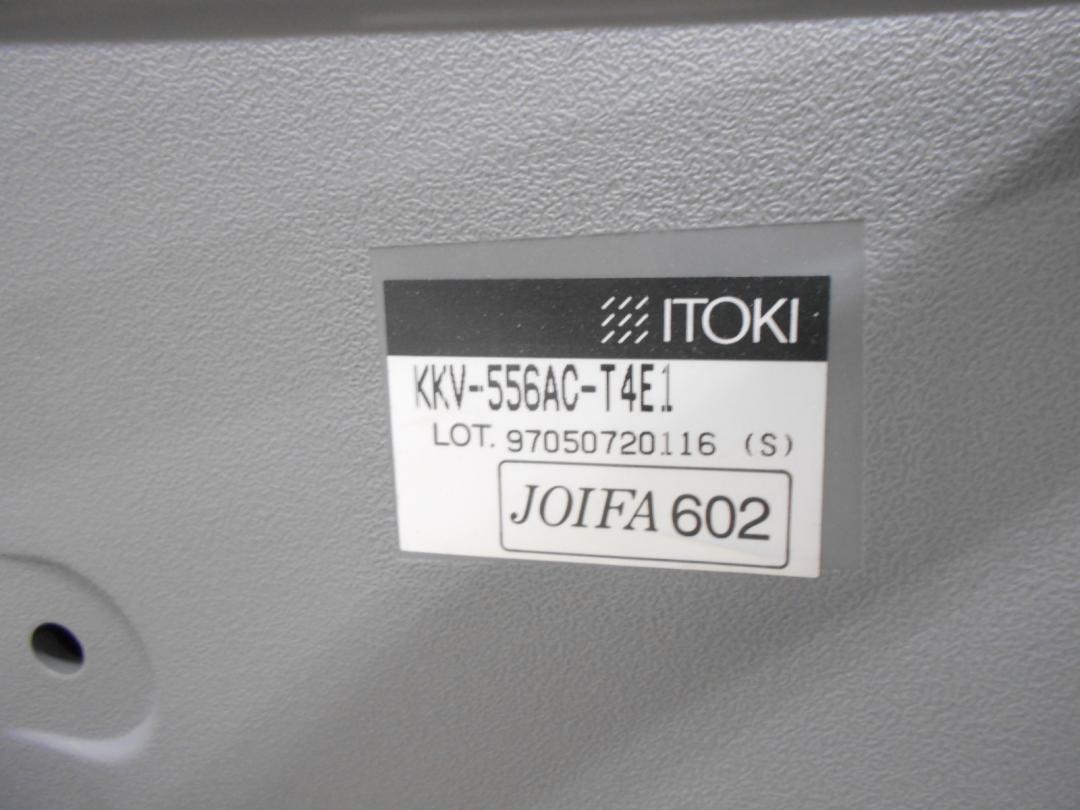 ITOKI
KKV-556AC-T4E1
LOT. 97050720116 (S)
JOIFA 602